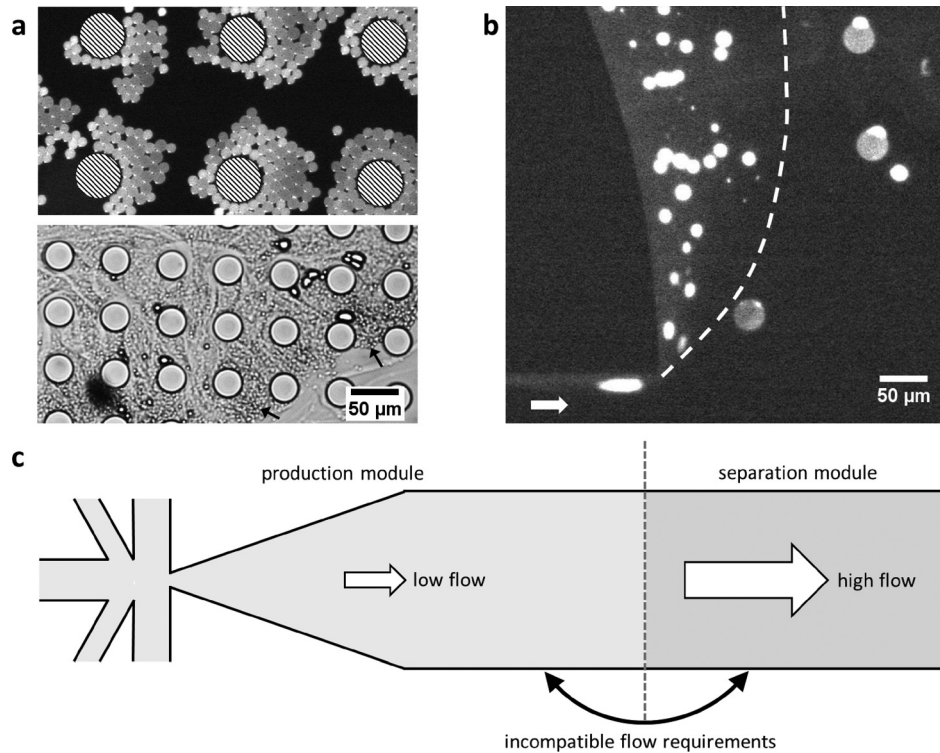 a
50 µm
b
50 µm
c
production module
separation module
low flow
high flow
incompatible flow requirements